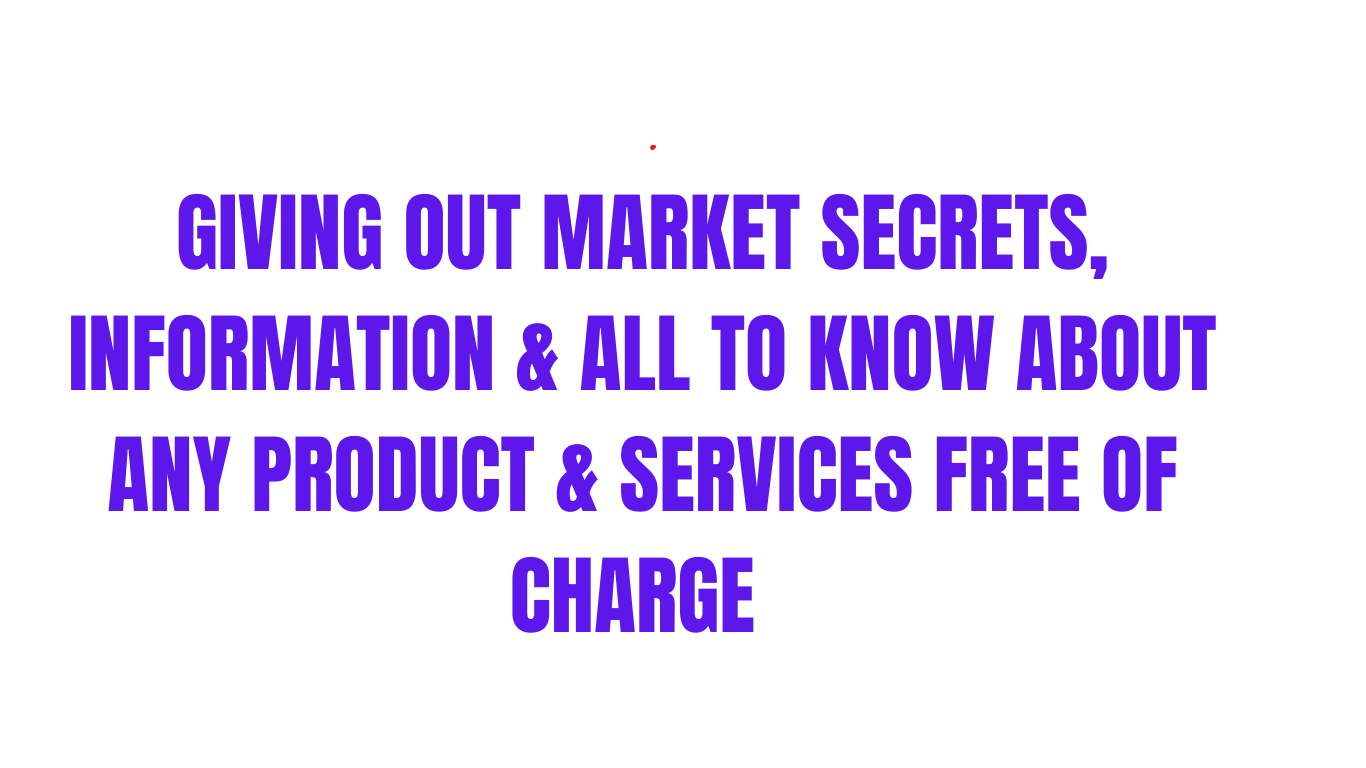 GIVING OUT MARKET SECRETS,
INFORMATION & ALL TO KNOW ABOUT
ANY PRODUCT & SERVICES FREE OF
CHARGE